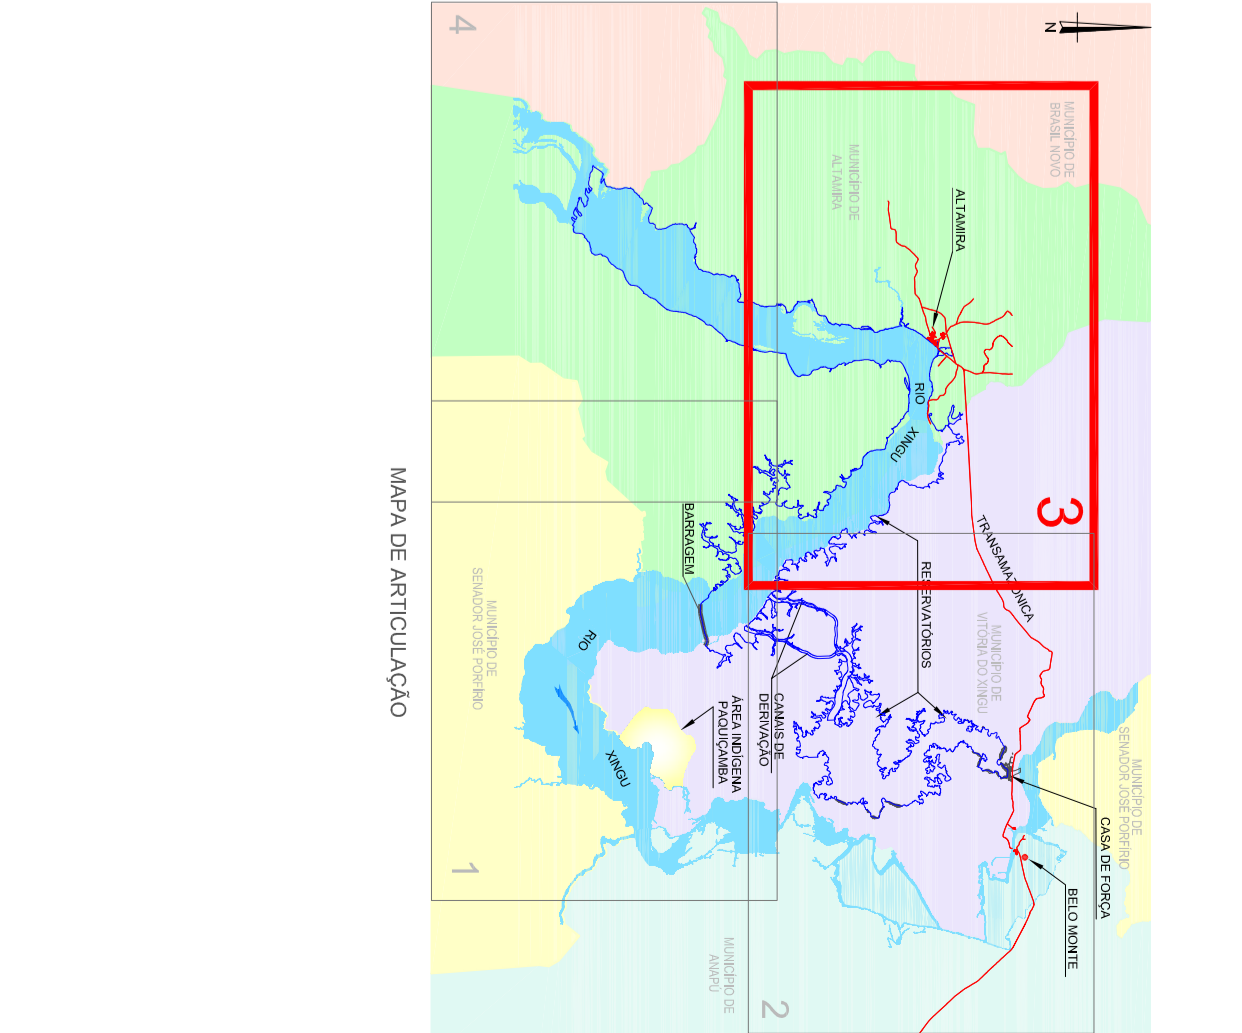 4
N
MUNICÍPIO DE
BRASIL NOVO
MUNICÍPIO DE
ALTAMIRA
ALTAMIRA
RIO
XINGU
3
TRANSAMAZÔNICA
RESERVATÓRIOS
BARRAGEM
MUNICÍPIO DE
VITÓRIA DO XINGU
MUNICÍPIO DE
SENADOR JOSÉ PORFÍRIO
MUNICÍPIO DE
SENADOR JOSÉ PORFÍRIO
RIO
XINGU
CANAIS DE
DERIVAÇÃO
ÁREA INDÍGENA
PAQUIÇAMBA
CASA DE FORÇA
BELO MONTE
1
MUNICÍPIO DE
ANAPÚ
2
MAPA DE ARTICULAÇÃO